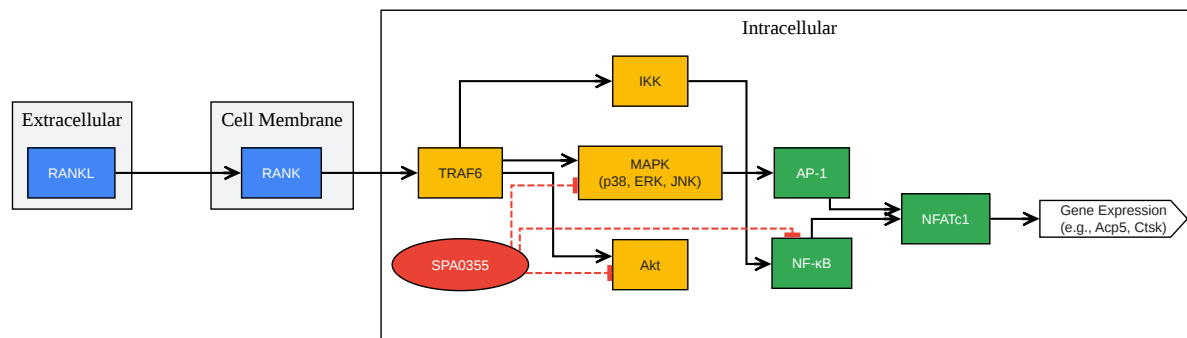 Intracellular
Extracellular
Cell Membrane
RANKL
RANK
TRAF6
IKK
MAPK
(p38, ERK, JNK)
AP-1
NFATc1
Gene Expression
(e.g., Acp5, Ctsk)
SPA0355
Akt
NF-κB